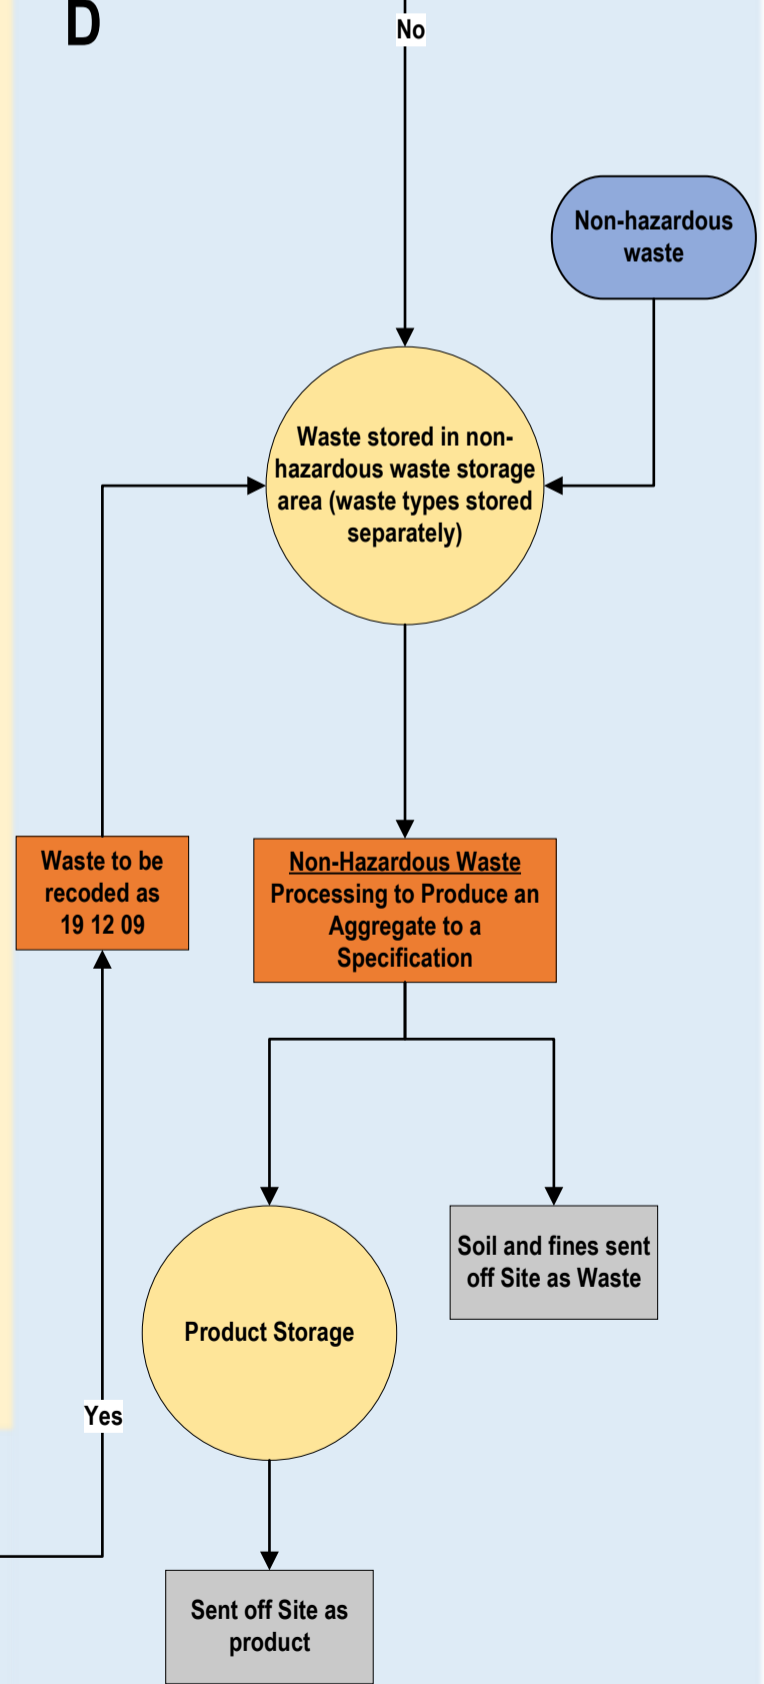 D
No
Non-hazardous
waste
Waste stored in non-
hazardous waste storage
area (waste types stored
separately)
Waste to be
recoded as
19 12 09
Non-Hazardous Waste
Processing to Produce an
Aggregate to a
Specification
Soil and fines sent
off Site as Waste
Product Storage
Yes
Sent off Site as
product